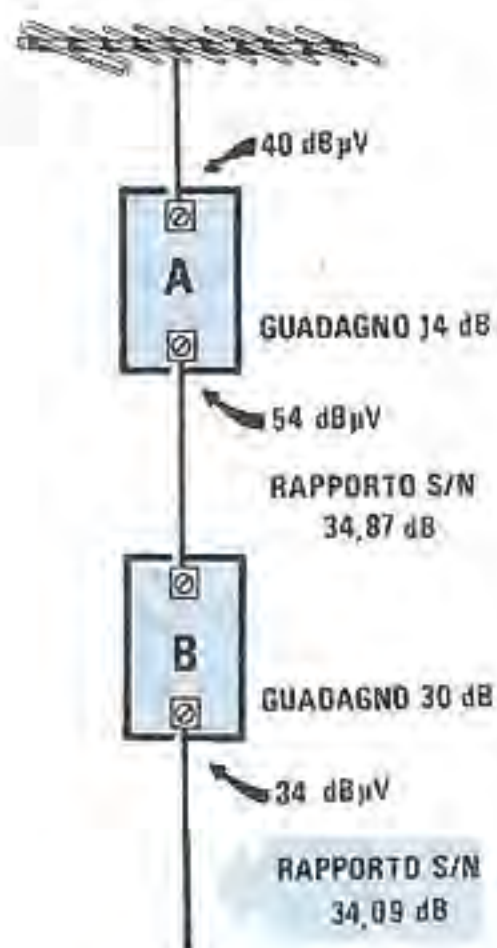 40 dBµV
A
GUADAGNO 14 dB
54 dBµV
RAPPORTO S/N
34,87 dB
B
GUADAGNO 30 dB
34 dBµV
RAPPORTO S/N
34,09 dB